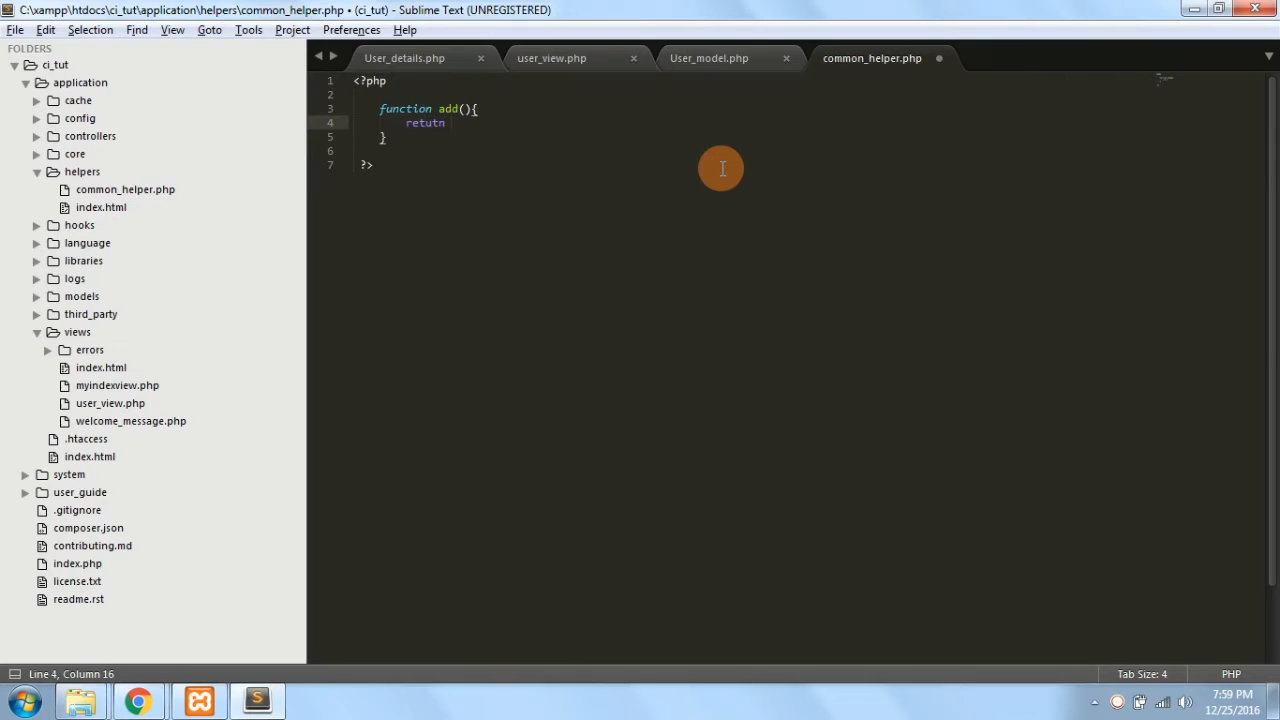 C:\xampp\htdocs\ci_tut\application\helpers\common_helper.php • (ci_tut) - Sublime Text (UNREGISTERED)
File Edit Selection Find View Goto Tools Project Preferences Help
FOLDERS
ci_tut
application
cache
config
controllers
core
helpers
common_helper.php
index.html
hooks
language
libraries
logs
models
third_party
views
errors
index.html
myindexview.php
user_view.php
welcome_message.php
.htaccess
index.html
system
user_guide
.gitignore
composer.json
contributing.md
index.php
license.txt
readme.rst
User_details.php user_view.php User_model.php common_helper.php
1 <?php
2
3 function add(){
4 retutn
5 }
6
7 ?>
Line 4, Column 16 Tab Size: 4 PHP
7:59 PM
12/25/2016